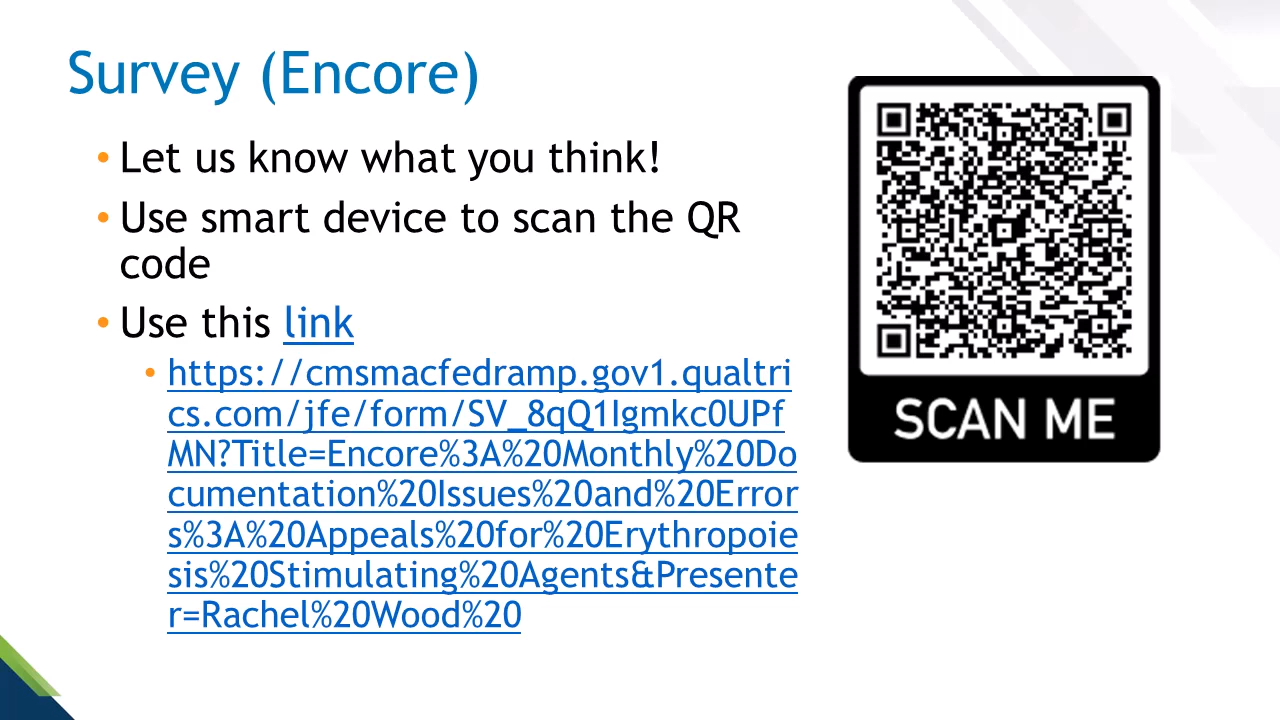 Survey (Encore)
• Let us know what you think!
• Use smart device to scan the QR
code
• Use this link
• https://cmsmacfedramp.gov1.qualtri
cs.com/jfe/form/SV_8qQ1Igmkc0UPf
MN?Title=Encore%3A%20Monthly%20Do
cumentation%20Issues%20and%20Error
s%3A%20Appeals%20for%20Erythropoie
sis%20Stimulating%20Agents&Presente
r=Rachel%20Wood%20
SCAN ME